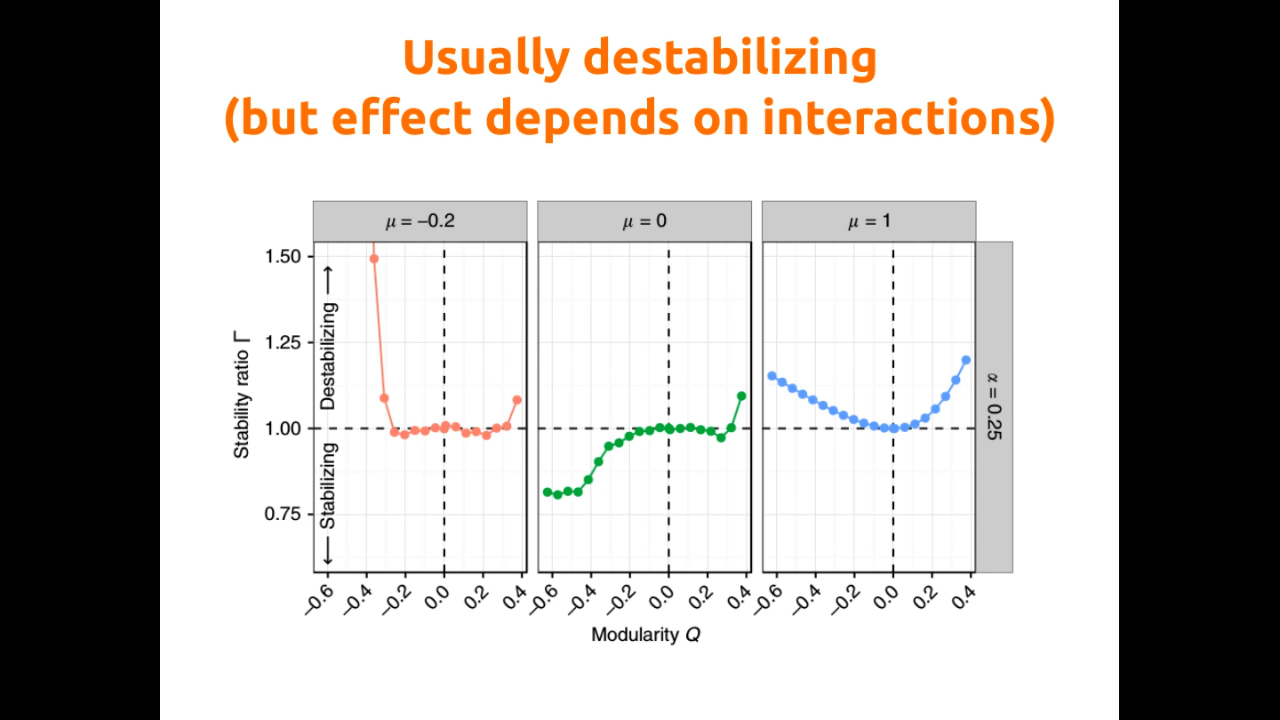 Usually destabilizing
(but effect depends on interactions)
μ = −0.2
μ = 0
μ = 1
Stability ratio Γ
1.50
1.25
1.00
0.75
Destabilizing →
← Stabilizing
α = 0.25
−0.6 −0.4 −0.2 0.0 0.2 0.4
−0.6 −0.4 −0.2 0.0 0.2 0.4
−0.6 −0.4 −0.2 0.0 0.2 0.4
Modularity Q